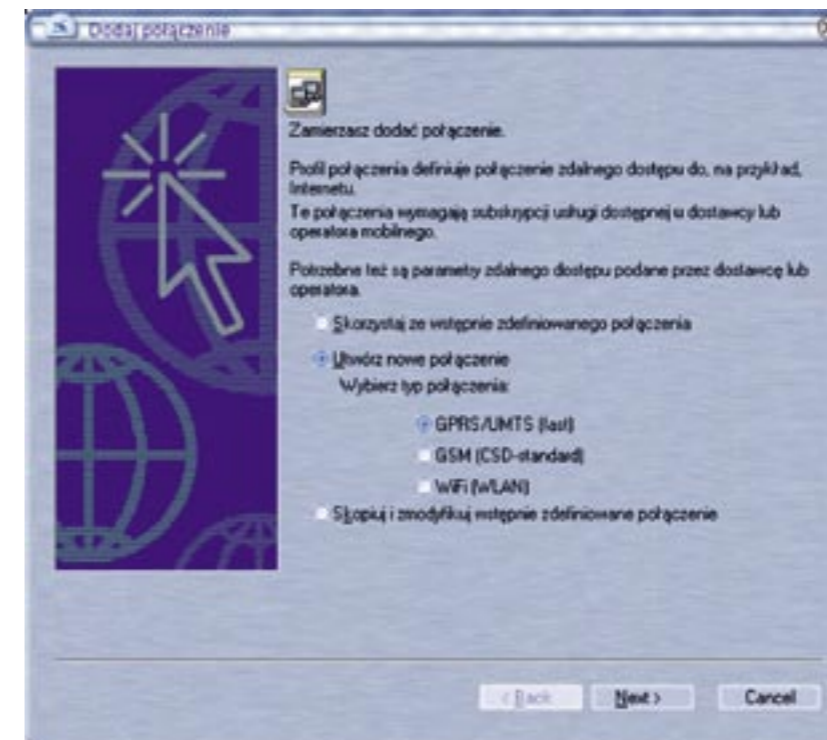 Dodaj połączenie
Zamierzasz dodać połączenie.
Profil połączenia definiuje połączenie zdalnego dostępu do, na przykład,
Internetu.
Te połączenia wymagają subskrypcji usługi dostępnej u dostawcy lub
operatora mobilnego.
Potrzebne też są parametry zdalnego dostępu podane przez dostawcę lub
operatora.
Skorzystaj ze wstępnie zdefiniowanego połączenia
Utwórz nowe połączenie
Wybierz typ połączenia:
GPRS/UMTS (fast)
GSM (CSD-standard)
WiFi (WLAN)
Skopiuj i zmodyfikuj wstępnie zdefiniowane połączenie
< Back Next > Cancel